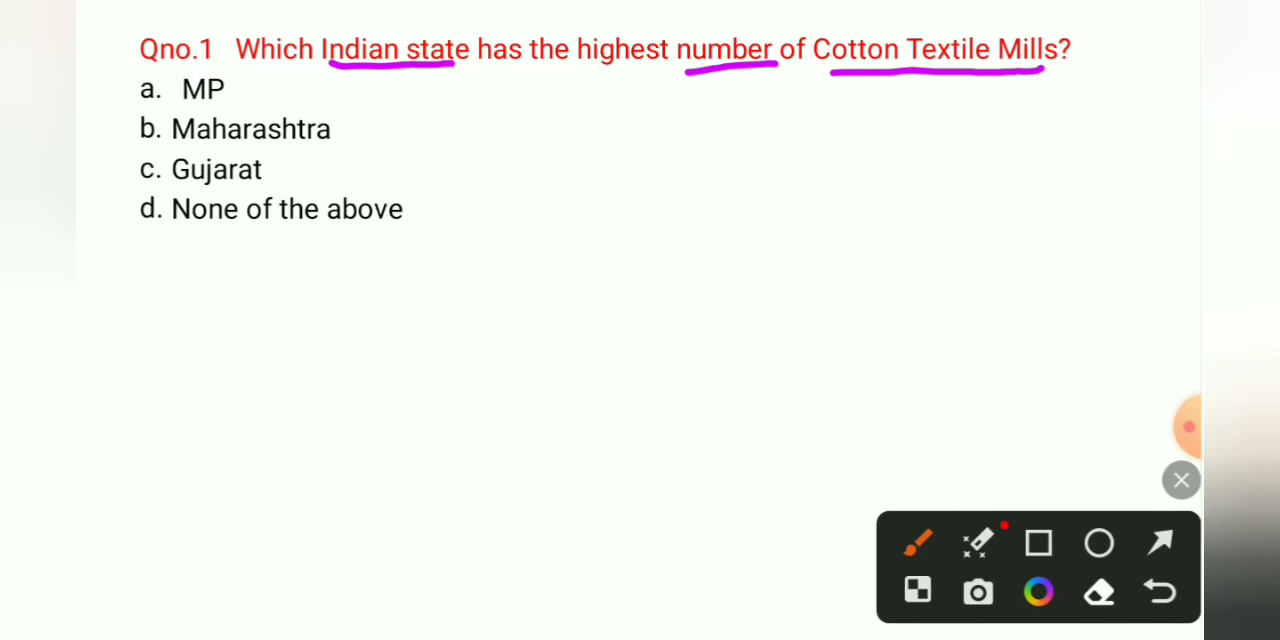 Qno.1 Which Indian state has the highest number of Cotton Textile Mills?
a. MP
b. Maharashtra
c. Gujarat
d. None of the above